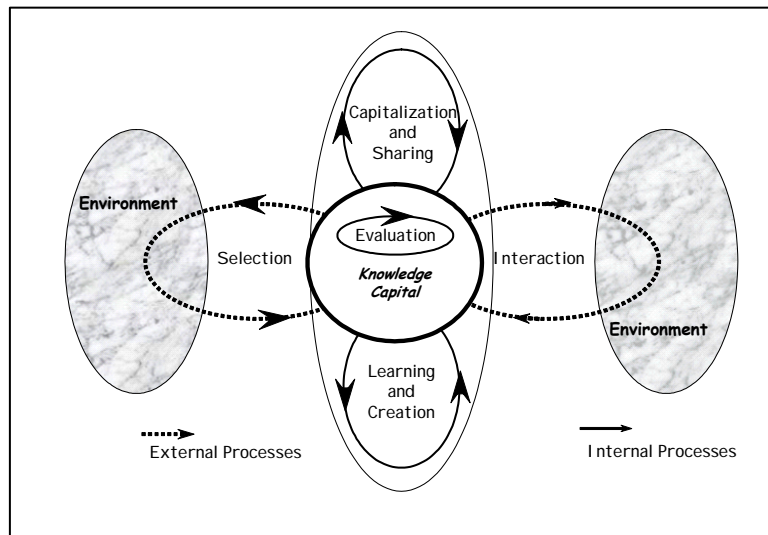 Capitalization
and
Sharing
Environment
Evaluation
Selection
Interaction
Knowledge
Capital
Environment
Learning
and
Creation
External Processes
Internal Processes